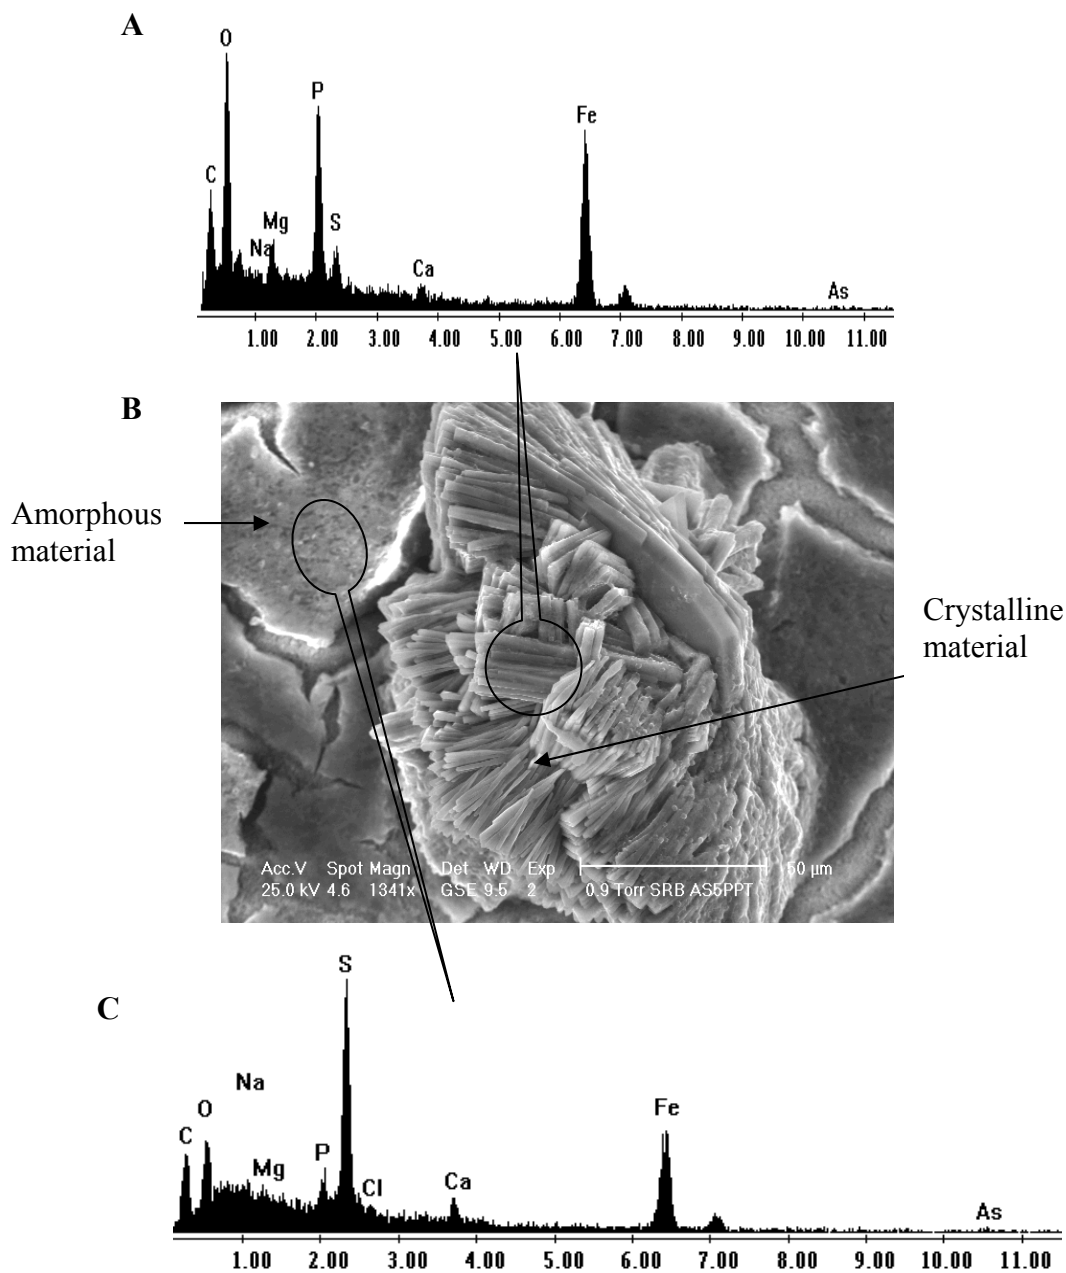 A
O
P
Fe
C
Mg
S
Na
Ca
As
1.00 2.00 3.00 4.00 5.00 6.00 7.00 8.00 9.00 10.00 11.00
B
Amorphous
material
Crystalline
material
Acc.V Spot Magn Det WD Exp 50 µm
25.0 kV 4.6 1341x GSE 9.5 2 0.9 Torr SRB AS5PPT
C
S
Na
O
Fe
C
P
Mg
Cl
Ca
As
1.00 2.00 3.00 4.00 5.00 6.00 7.00 8.00 9.00 10.00 11.00